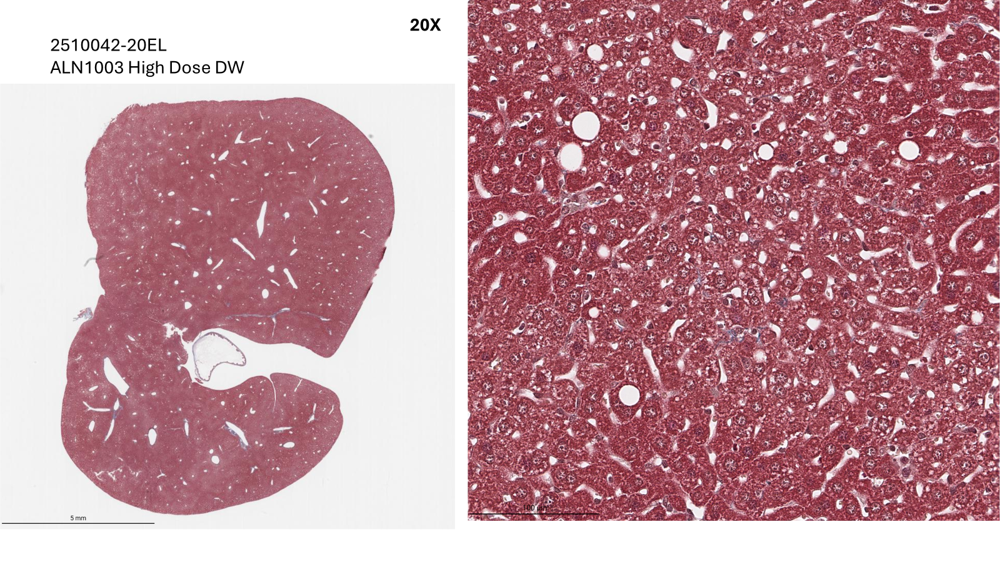 20X
2510042-20EL
ALN1003 High Dose DW
5 mm
100 µm